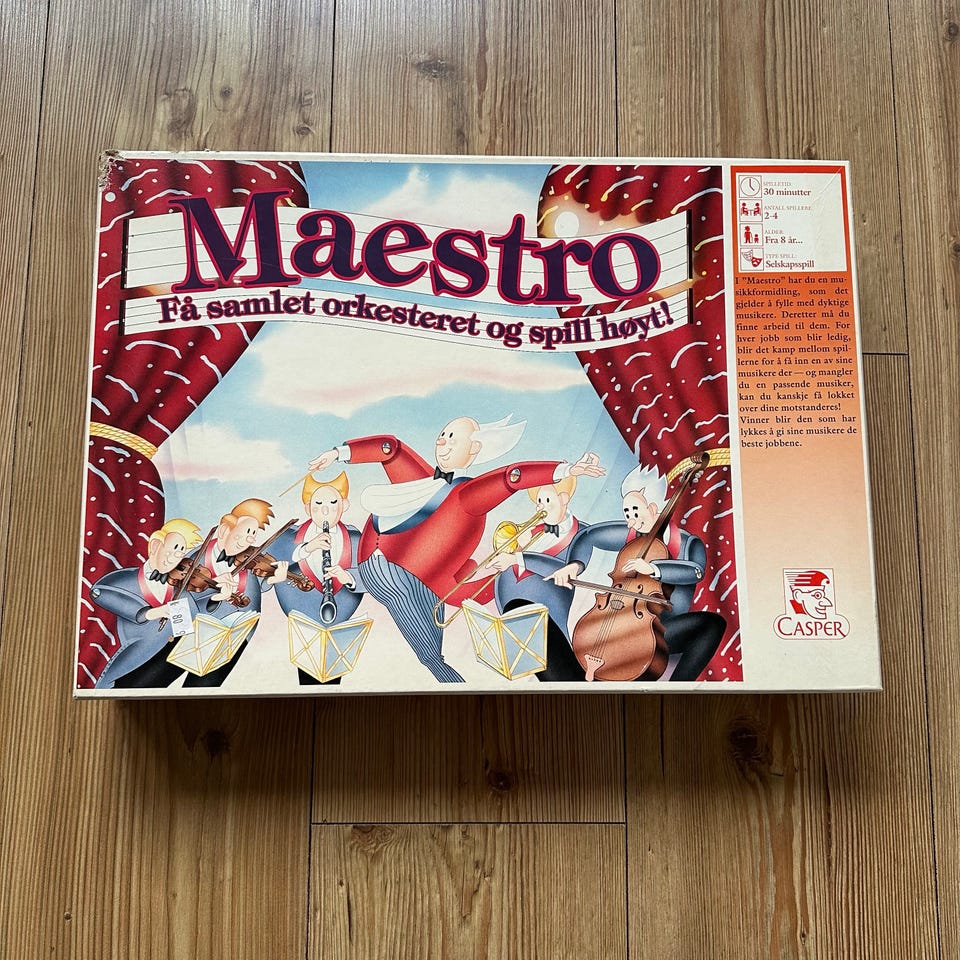 Maestro
Få samlet orkesteret og spill høyt!
SPILLETID:
30 minutter
ANTALL SPILLERE:
2-4
ALDER:
Fra 8 år...
TYPE SPILL:
Selskapsspill
I "Maestro" har du en mu-
sikkformidling, som det
gjelder å fylle med dyktige
musikere. Deretter må du
finne arbeid til dem. For
hver jobb som blir ledig,
blir det kamp mellom spil-
lerne for å få inn en av sine
musikere der — og mangler
du en passende musiker,
kan du kanskje få lokket
over dine motstanderes!
Vinner blir den som har
lykkes å gi sine musikere de
beste jobbene.
CASPER